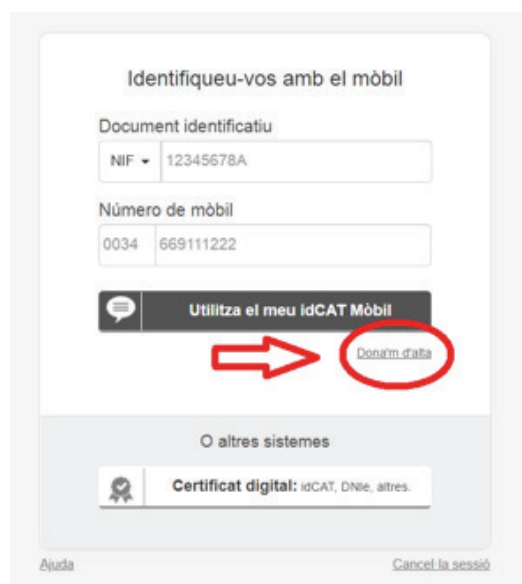 Identifiqueu-vos amb el mòbil
Document identificatiu
NIF 12345678A
Número de mòbil
0034 669111222
Utilitza el meu idCAT Mòbil
Dona'm d'alta
O altres sistemes
Certificat digital: idCAT, DNIe, altres.
Ajuda Cancel·la sessió